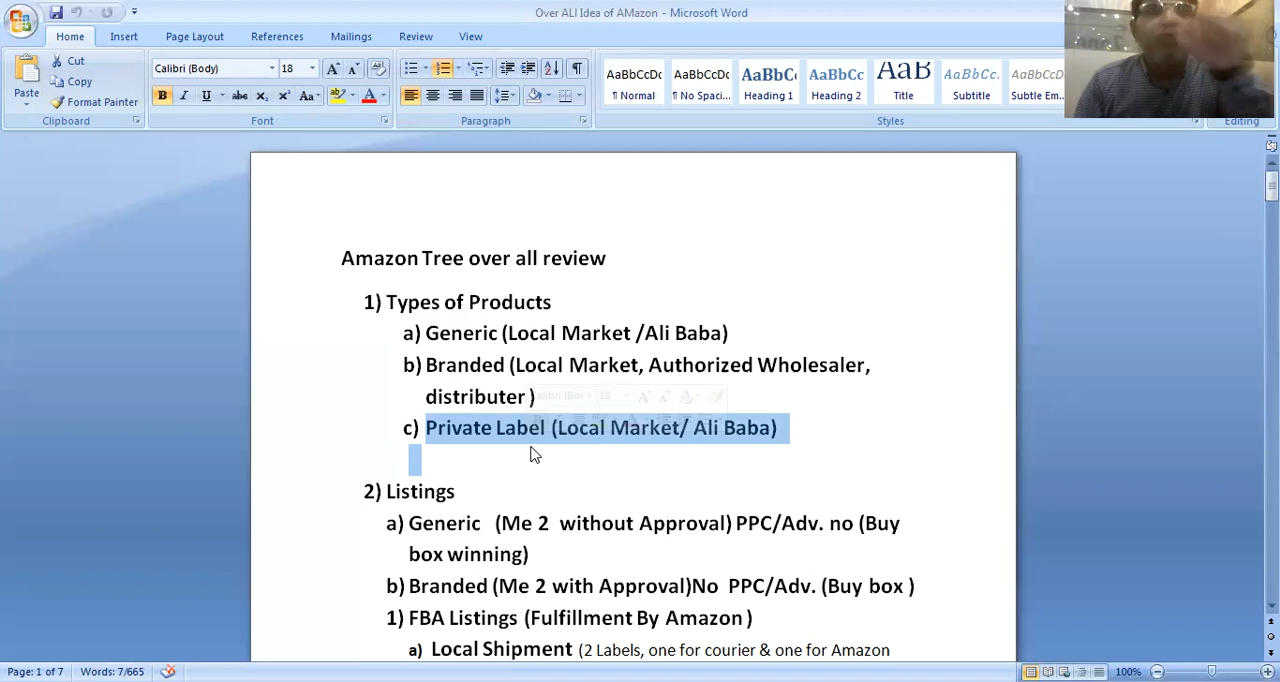 Over ALI Idea of AMazon - Microsoft Word
Home Insert Page Layout References Mailings Review View
Paste
Cut
Copy
Format Painter
Clipboard
Calibri (Body) 18
Font
Paragraph
AaBbCcDc AaBbCcDc AaBbC AaBbCc AaB AaBbCc. AaBbCcDa
¶ Normal ¶ No Spaci... Heading 1 Heading 2 Title Subtitle Subtle Em...
Styles
Editing
Amazon Tree over all review
1) Types of Products
a) Generic (Local Market /Ali Baba)
b) Branded (Local Market, Authorized Wholesaler,
distributer )
c) Private Label (Local Market/ Ali Baba)
2) Listings
a) Generic (Me 2 without Approval) PPC/Adv. no (Buy
box winning)
b) Branded (Me 2 with Approval)No PPC/Adv. (Buy box )
1) FBA Listings (Fulfillment By Amazon )
a) Local Shipment (2 Labels, one for courier & one for Amazon
Page: 1 of 7 Words: 7/665 100%